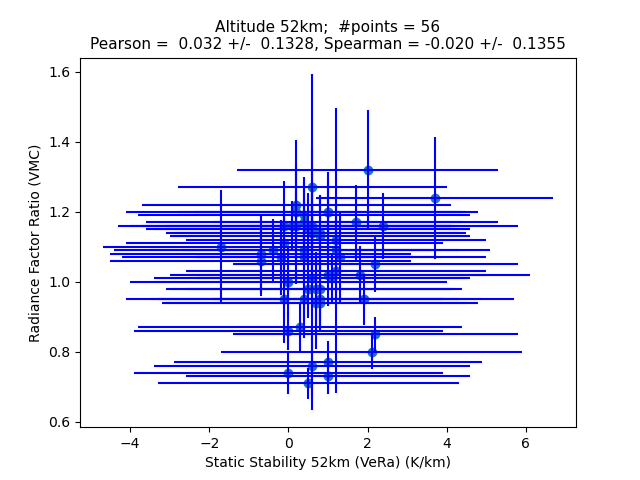 Altitude 52km;  #points = 56
Pearson =  0.032 +/-  0.1328, Spearman = -0.020 +/-  0.1355
1.6
1.4
1.2
1.0
0.8
0.6
Radiance Factor Ratio (VMC)
−4 −2 0 2 4 6
Static Stability 52km (VeRa) (K/km)